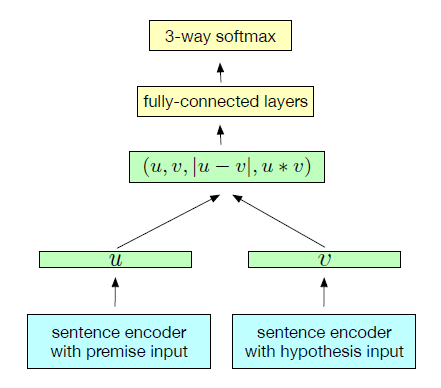 3-way softmax
fully-connected layers
(u, v, |u − v|, u * v)
u
v
sentence encoder
with premise input
sentence encoder
with hypothesis input